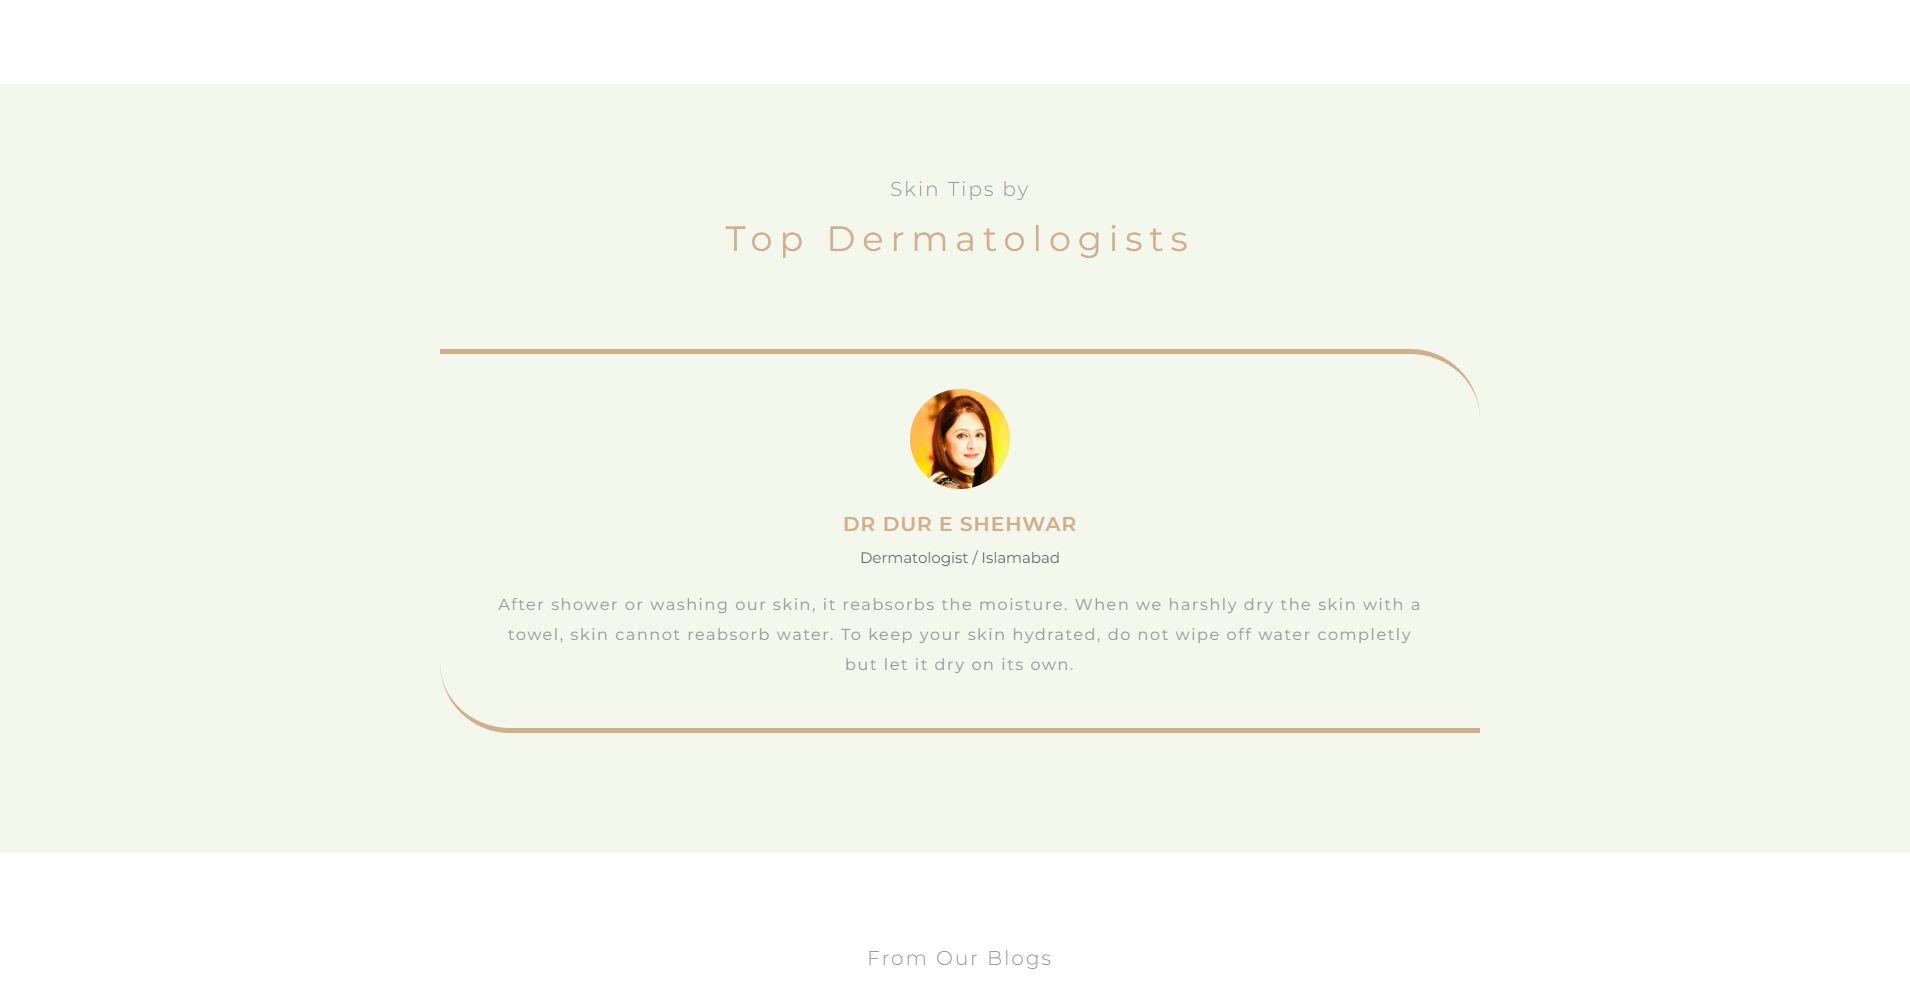 Skin Tips by
Top Dermatologists
DR DUR E SHEHWAR
Dermatologist / Islamabad
After shower or washing our skin, it reabsorbs the moisture. When we harshly dry the skin with a
towel, skin cannot reabsorb water. To keep your skin hydrated, do not wipe off water completly
but let it dry on its own.
From Our Blogs